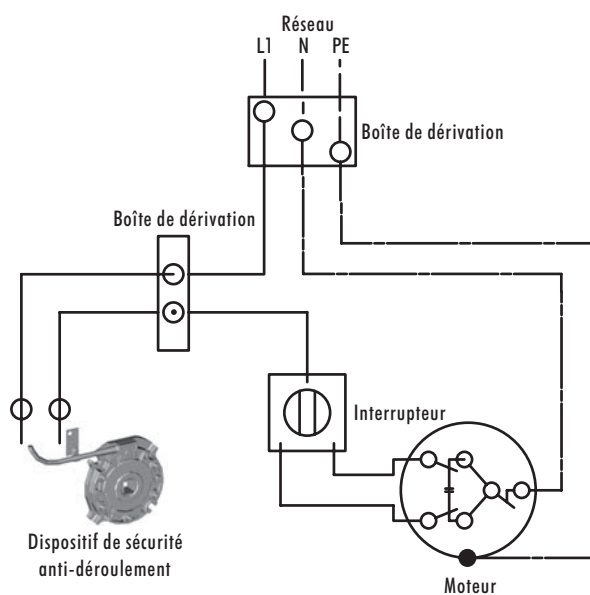 Réseau
L1 N PE
Boîte de dérivation
Boîte de dérivation
Interrupteur
Dispositif de sécurité
anti-déroulement
Moteur